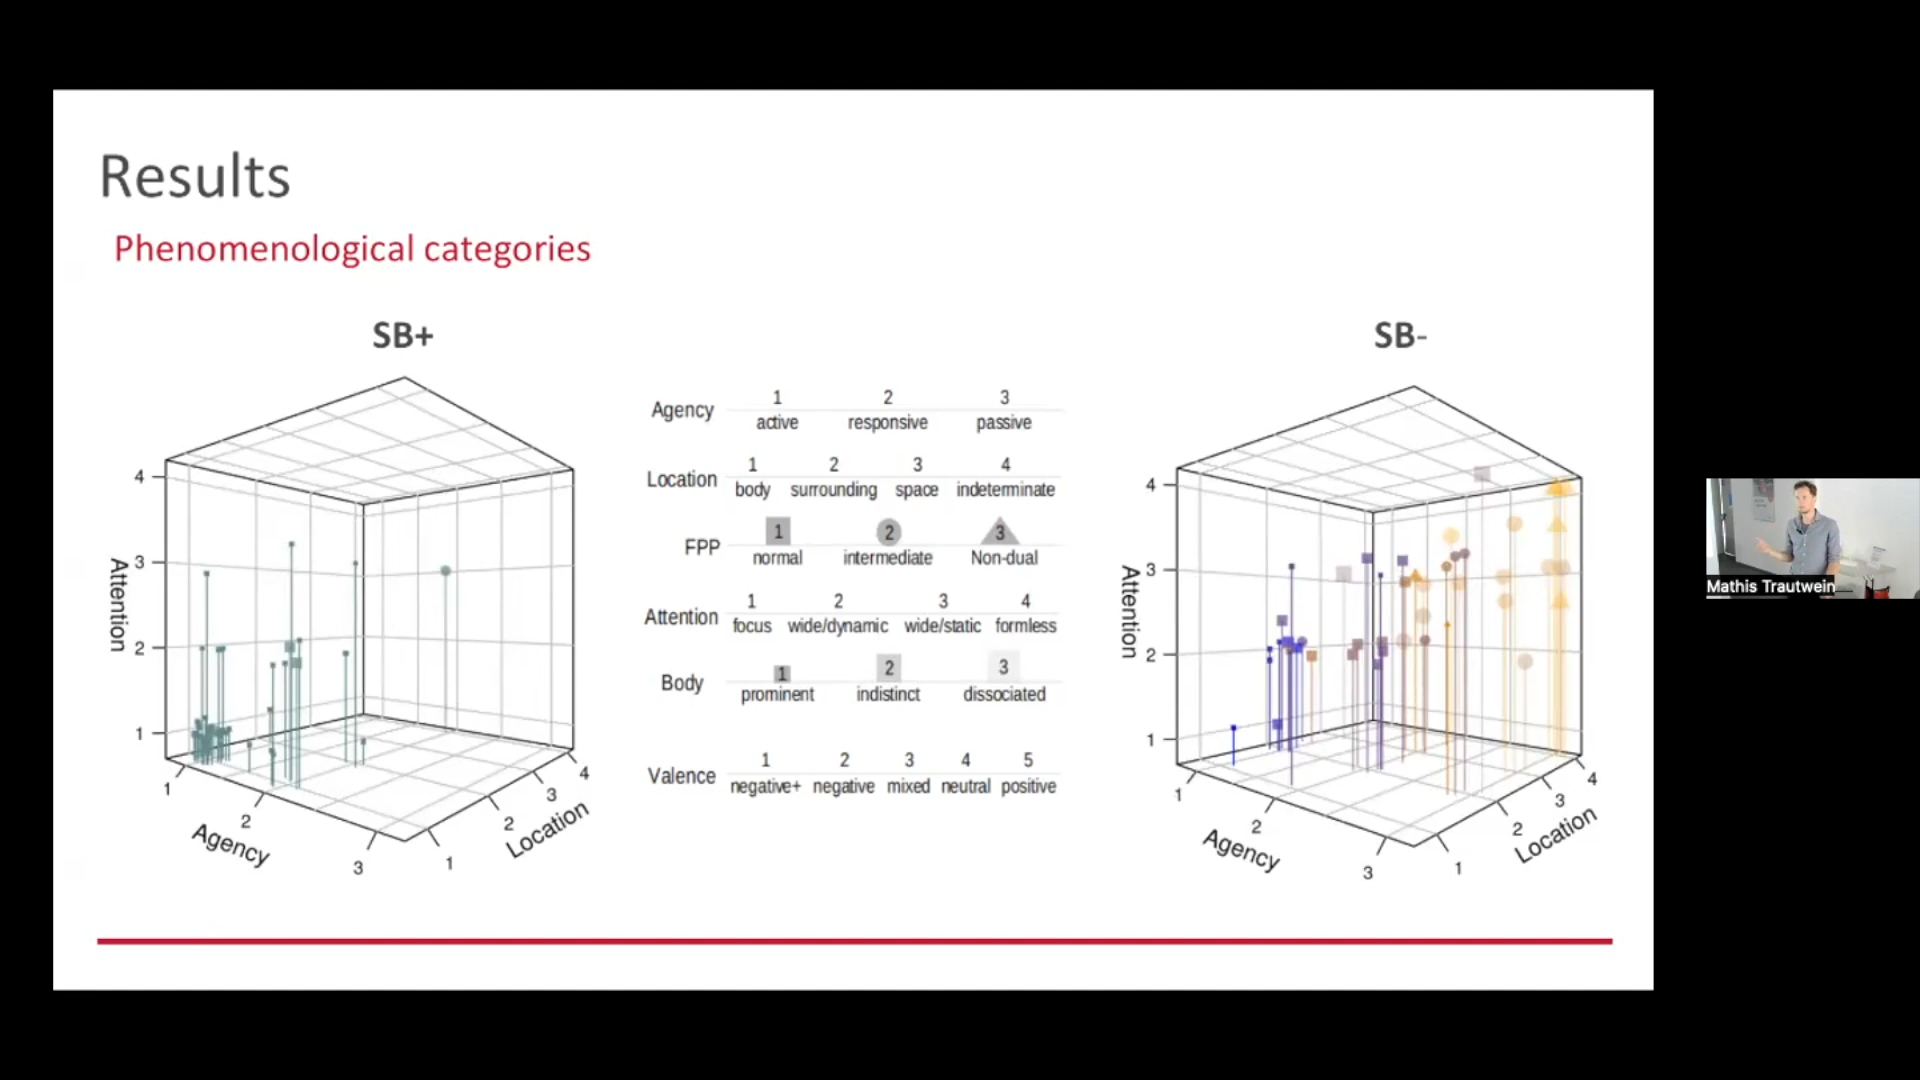 Results
Phenomenological categories
SB+
4
3
2
1
Attention
1
2
3
Agency
1
2
3
4
Location
Agency
1 2 3
active responsive passive
Location
1 2 3 4
body surrounding space indeterminate
FPP
1 2 3
normal intermediate Non-dual
Attention
1 2 3 4
focus wide/dynamic wide/static formless
Body
1 2 3
prominent indistinct dissociated
Valence
1 2 3 4 5
negative+ negative mixed neutral positive
SB-
4
3
2
1
Attention
1
2
3
Agency
1
2
3
4
Location
Mathis Trautwein